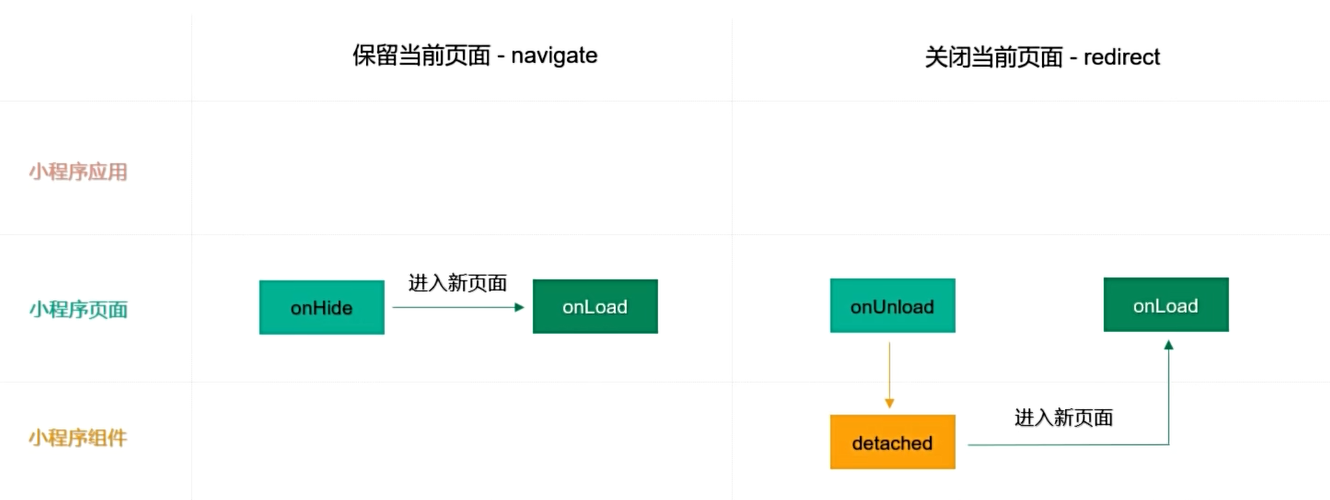 保留当前页面 - navigate
关闭当前页面 - redirect
小程序应用
小程序页面
onHide
进入新页面
onLoad
onUnload
onLoad
小程序组件
detached
进入新页面